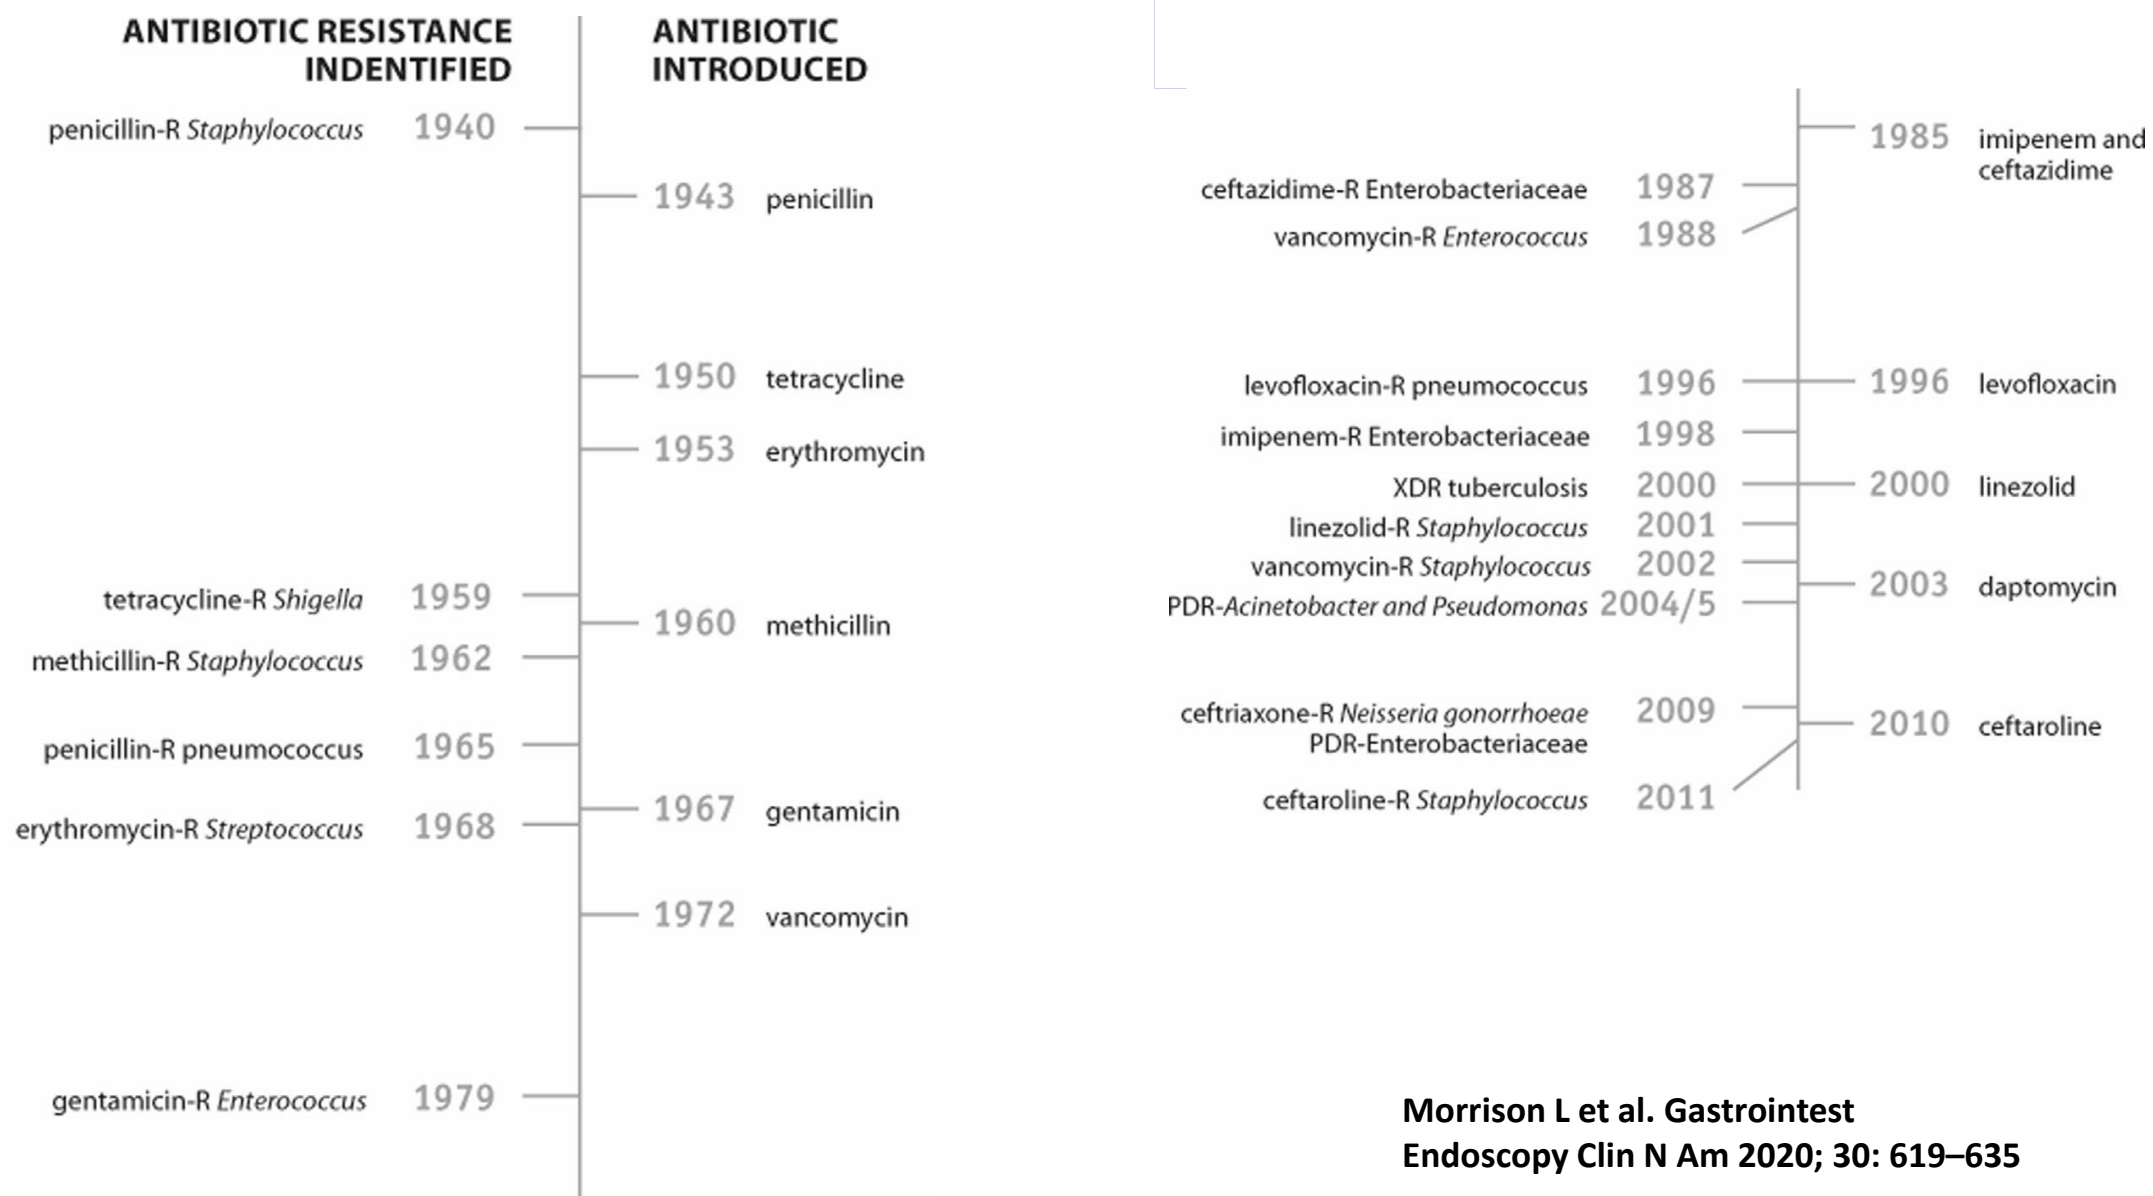 ANTIBIOTIC RESISTANCE
INDENTIFIED
ANTIBIOTIC
INTRODUCED
penicillin-R Staphylococcus 1940
1943 penicillin
1950 tetracycline
1953 erythromycin
tetracycline-R Shigella 1959
1960 methicillin
methicillin-R Staphylococcus 1962
penicillin-R pneumococcus 1965
1967 gentamicin
erythromycin-R Streptococcus 1968
1972 vancomycin
gentamicin-R Enterococcus 1979
1985 imipenem and
ceftazidime
ceftazidime-R Enterobacteriaceae 1987
vancomycin-R Enterococcus 1988
levofloxacin-R pneumococcus 1996 1996 levofloxacin
imipenem-R Enterobacteriaceae 1998
XDR tuberculosis 2000 2000 linezolid
linezolid-R Staphylococcus 2001
vancomycin-R Staphylococcus 2002
2003 daptomycin
PDR-Acinetobacter and Pseudomonas 2004/5
ceftriaxone-R Neisseria gonorrhoeae 2009
PDR-Enterobacteriaceae
2010 ceftaroline
ceftaroline-R Staphylococcus 2011
Morrison L et al. Gastrointest
Endoscopy Clin N Am 2020; 30: 619–635